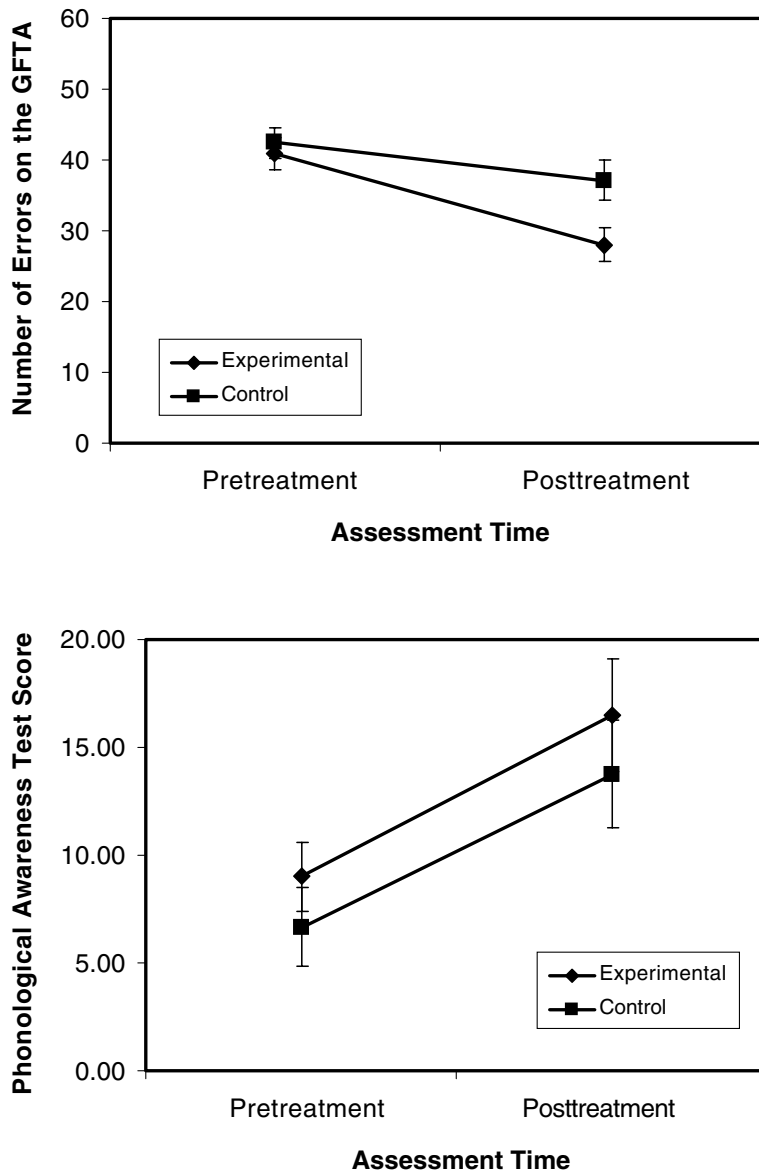 Number of Errors on the GFTA
60
50
40
30
20
10
0
Experimental
Control
Pretreatment Posttreatment
Assessment Time
Phonological Awareness Test Score
20.00
15.00
10.00
5.00
0.00
Experimental
Control
Pretreatment Posttreatment
Assessment Time